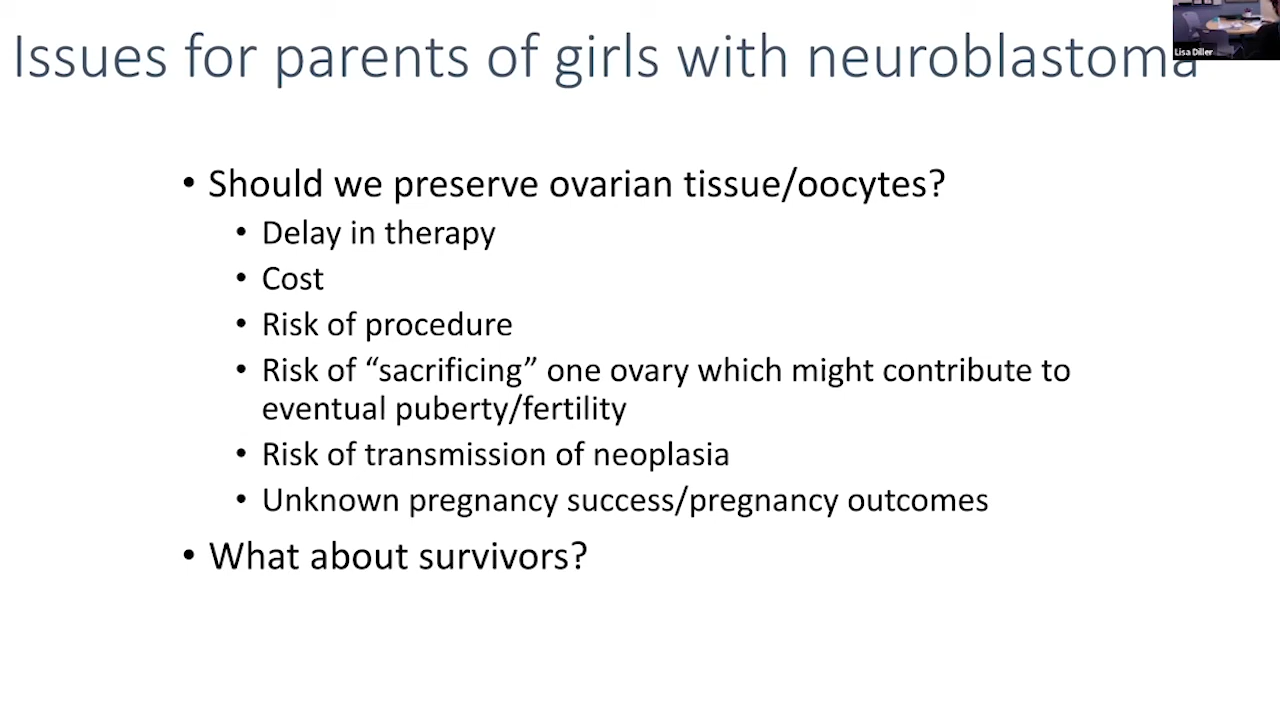 Issues for parents of girls with neuroblastoma
Lisa Diller
• Should we preserve ovarian tissue/oocytes?
• Delay in therapy
• Cost
• Risk of procedure
• Risk of “sacrificing” one ovary which might contribute to
eventual puberty/fertility
• Risk of transmission of neoplasia
• Unknown pregnancy success/pregnancy outcomes
• What about survivors?